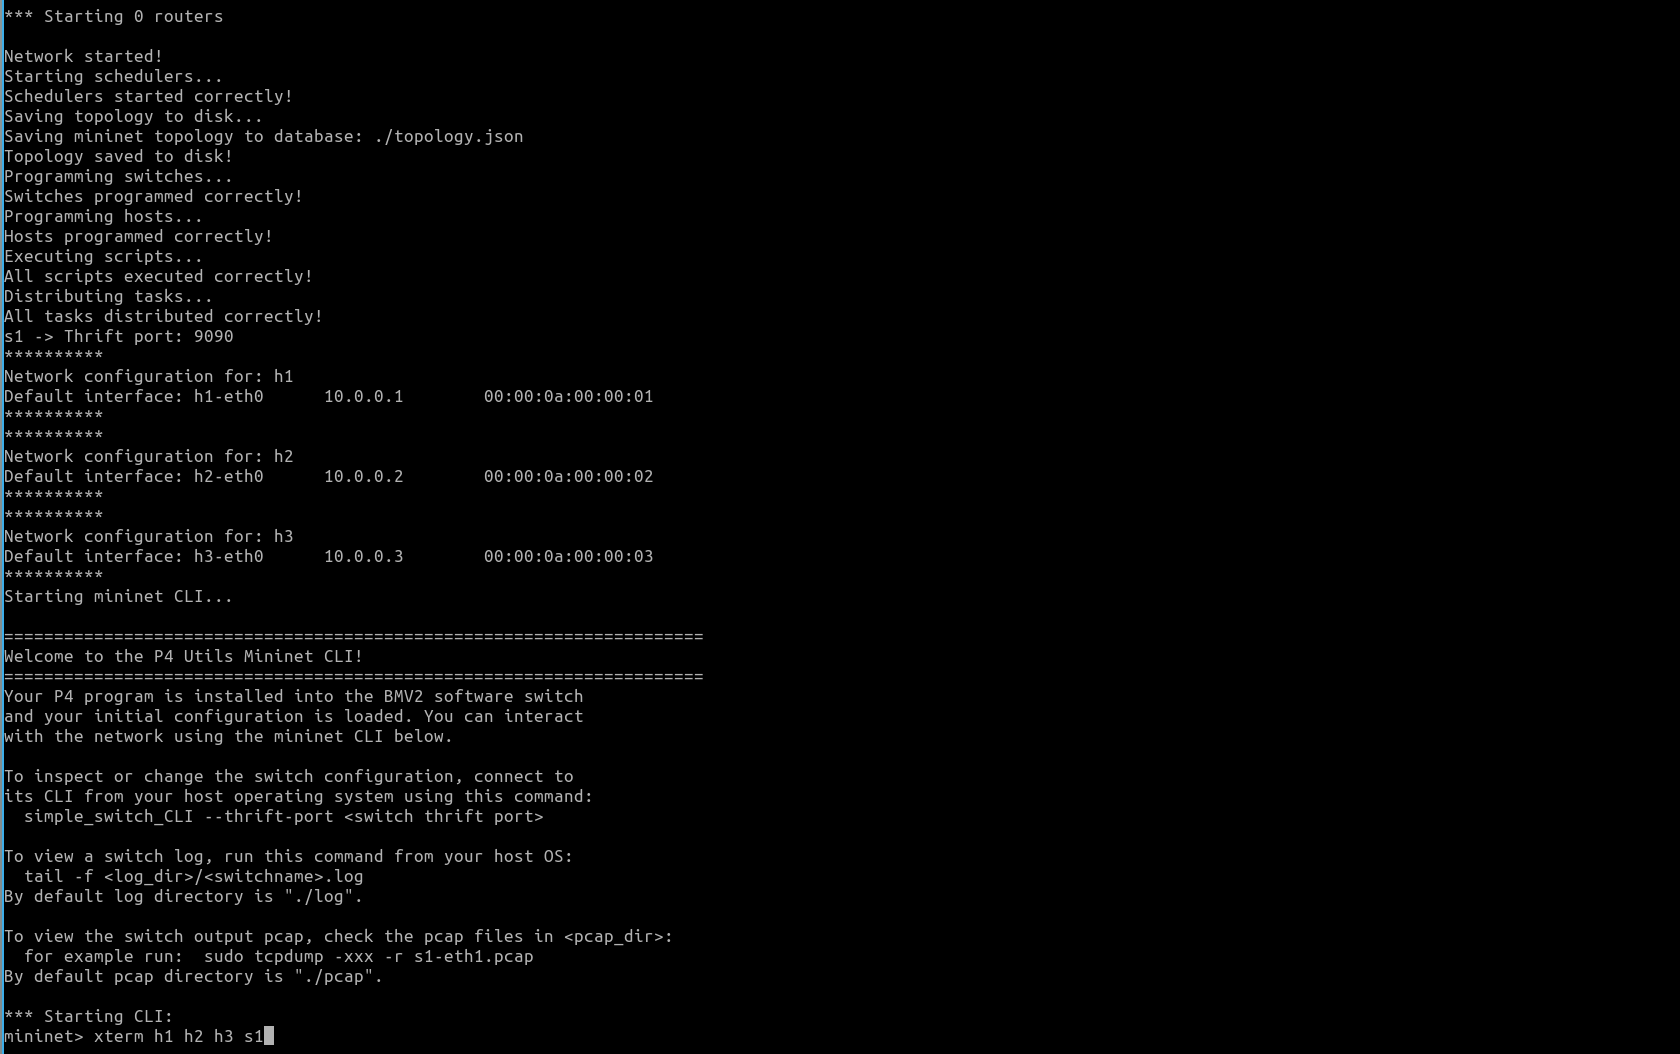 *** Starting 0 routers
Network started!
Starting schedulers...
Schedulers started correctly!
Saving topology to disk...
Saving mininet topology to database: ./topology.json
Topology saved to disk!
Programming switches...
Switches programmed correctly!
Programming hosts...
Hosts programmed correctly!
Executing scripts...
All scripts executed correctly!
Distributing tasks...
All tasks distributed correctly!
s1 -> Thrift port: 9090
**********
Network configuration for: h1
Default interface: h1-eth0      10.0.0.1        00:00:0a:00:00:01
**********
**********
Network configuration for: h2
Default interface: h2-eth0      10.0.0.2        00:00:0a:00:00:02
**********
**********
Network configuration for: h3
Default interface: h3-eth0      10.0.0.3        00:00:0a:00:00:03
**********
Starting mininet CLI...
======================================================================
Welcome to the P4 Utils Mininet CLI!
======================================================================
Your P4 program is installed into the BMV2 software switch
and your initial configuration is loaded. You can interact
with the network using the mininet CLI below.
To inspect or change the switch configuration, connect to
its CLI from your host operating system using this command:
  simple_switch_CLI --thrift-port <switch thrift port>
To view a switch log, run this command from your host OS:
  tail -f <log_dir>/<switchname>.log
By default log directory is "./log".
To view the switch output pcap, check the pcap files in <pcap_dir>:
  for example run:  sudo tcpdump -xxx -r s1-eth1.pcap
By default pcap directory is "./pcap".
*** Starting CLI:
mininet> xterm h1 h2 h3 s1